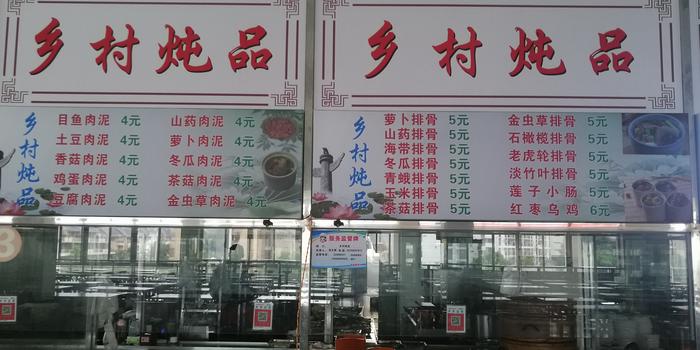 乡村炖品
乡村炖品
乡村炖品
目鱼肉泥 4元
土豆肉泥 4元
香菇肉泥 4元
鸡蛋肉泥 4元
豆腐肉泥 4元
山药肉泥 4元
萝卜肉泥 4元
冬瓜肉泥 4元
茶菇肉泥 4元
金虫草肉泥 4元
乡村炖品
萝卜排骨 5元
山药排骨 5元
海带排骨 5元
冬瓜排骨 5元
青蛾排骨 5元
玉米排骨 5元
茶菇排骨 5元
金虫草排骨 5元
石橄榄排骨 5元
老虎轮排骨 5元
淡竹叶排骨 5元
莲子小肠 5元
红枣乌鸡 6元
服务监督牌
3